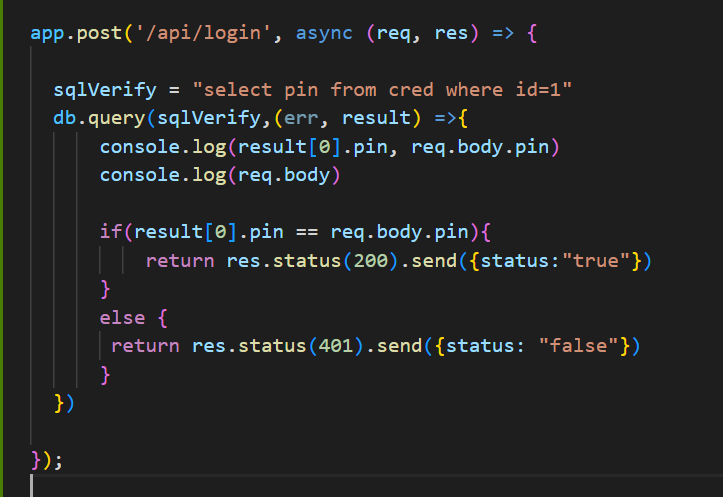 app.post('/api/login', async (req, res) => {
sqlVerify = "select pin from cred where id=1"
db.query(sqlVerify,(err, result) =>{
console.log(result[0].pin, req.body.pin)
console.log(req.body)
if(result[0].pin == req.body.pin){
return res.status(200).send({status:"true"})
}
else {
return res.status(401).send({status: "false"})
}
})
});